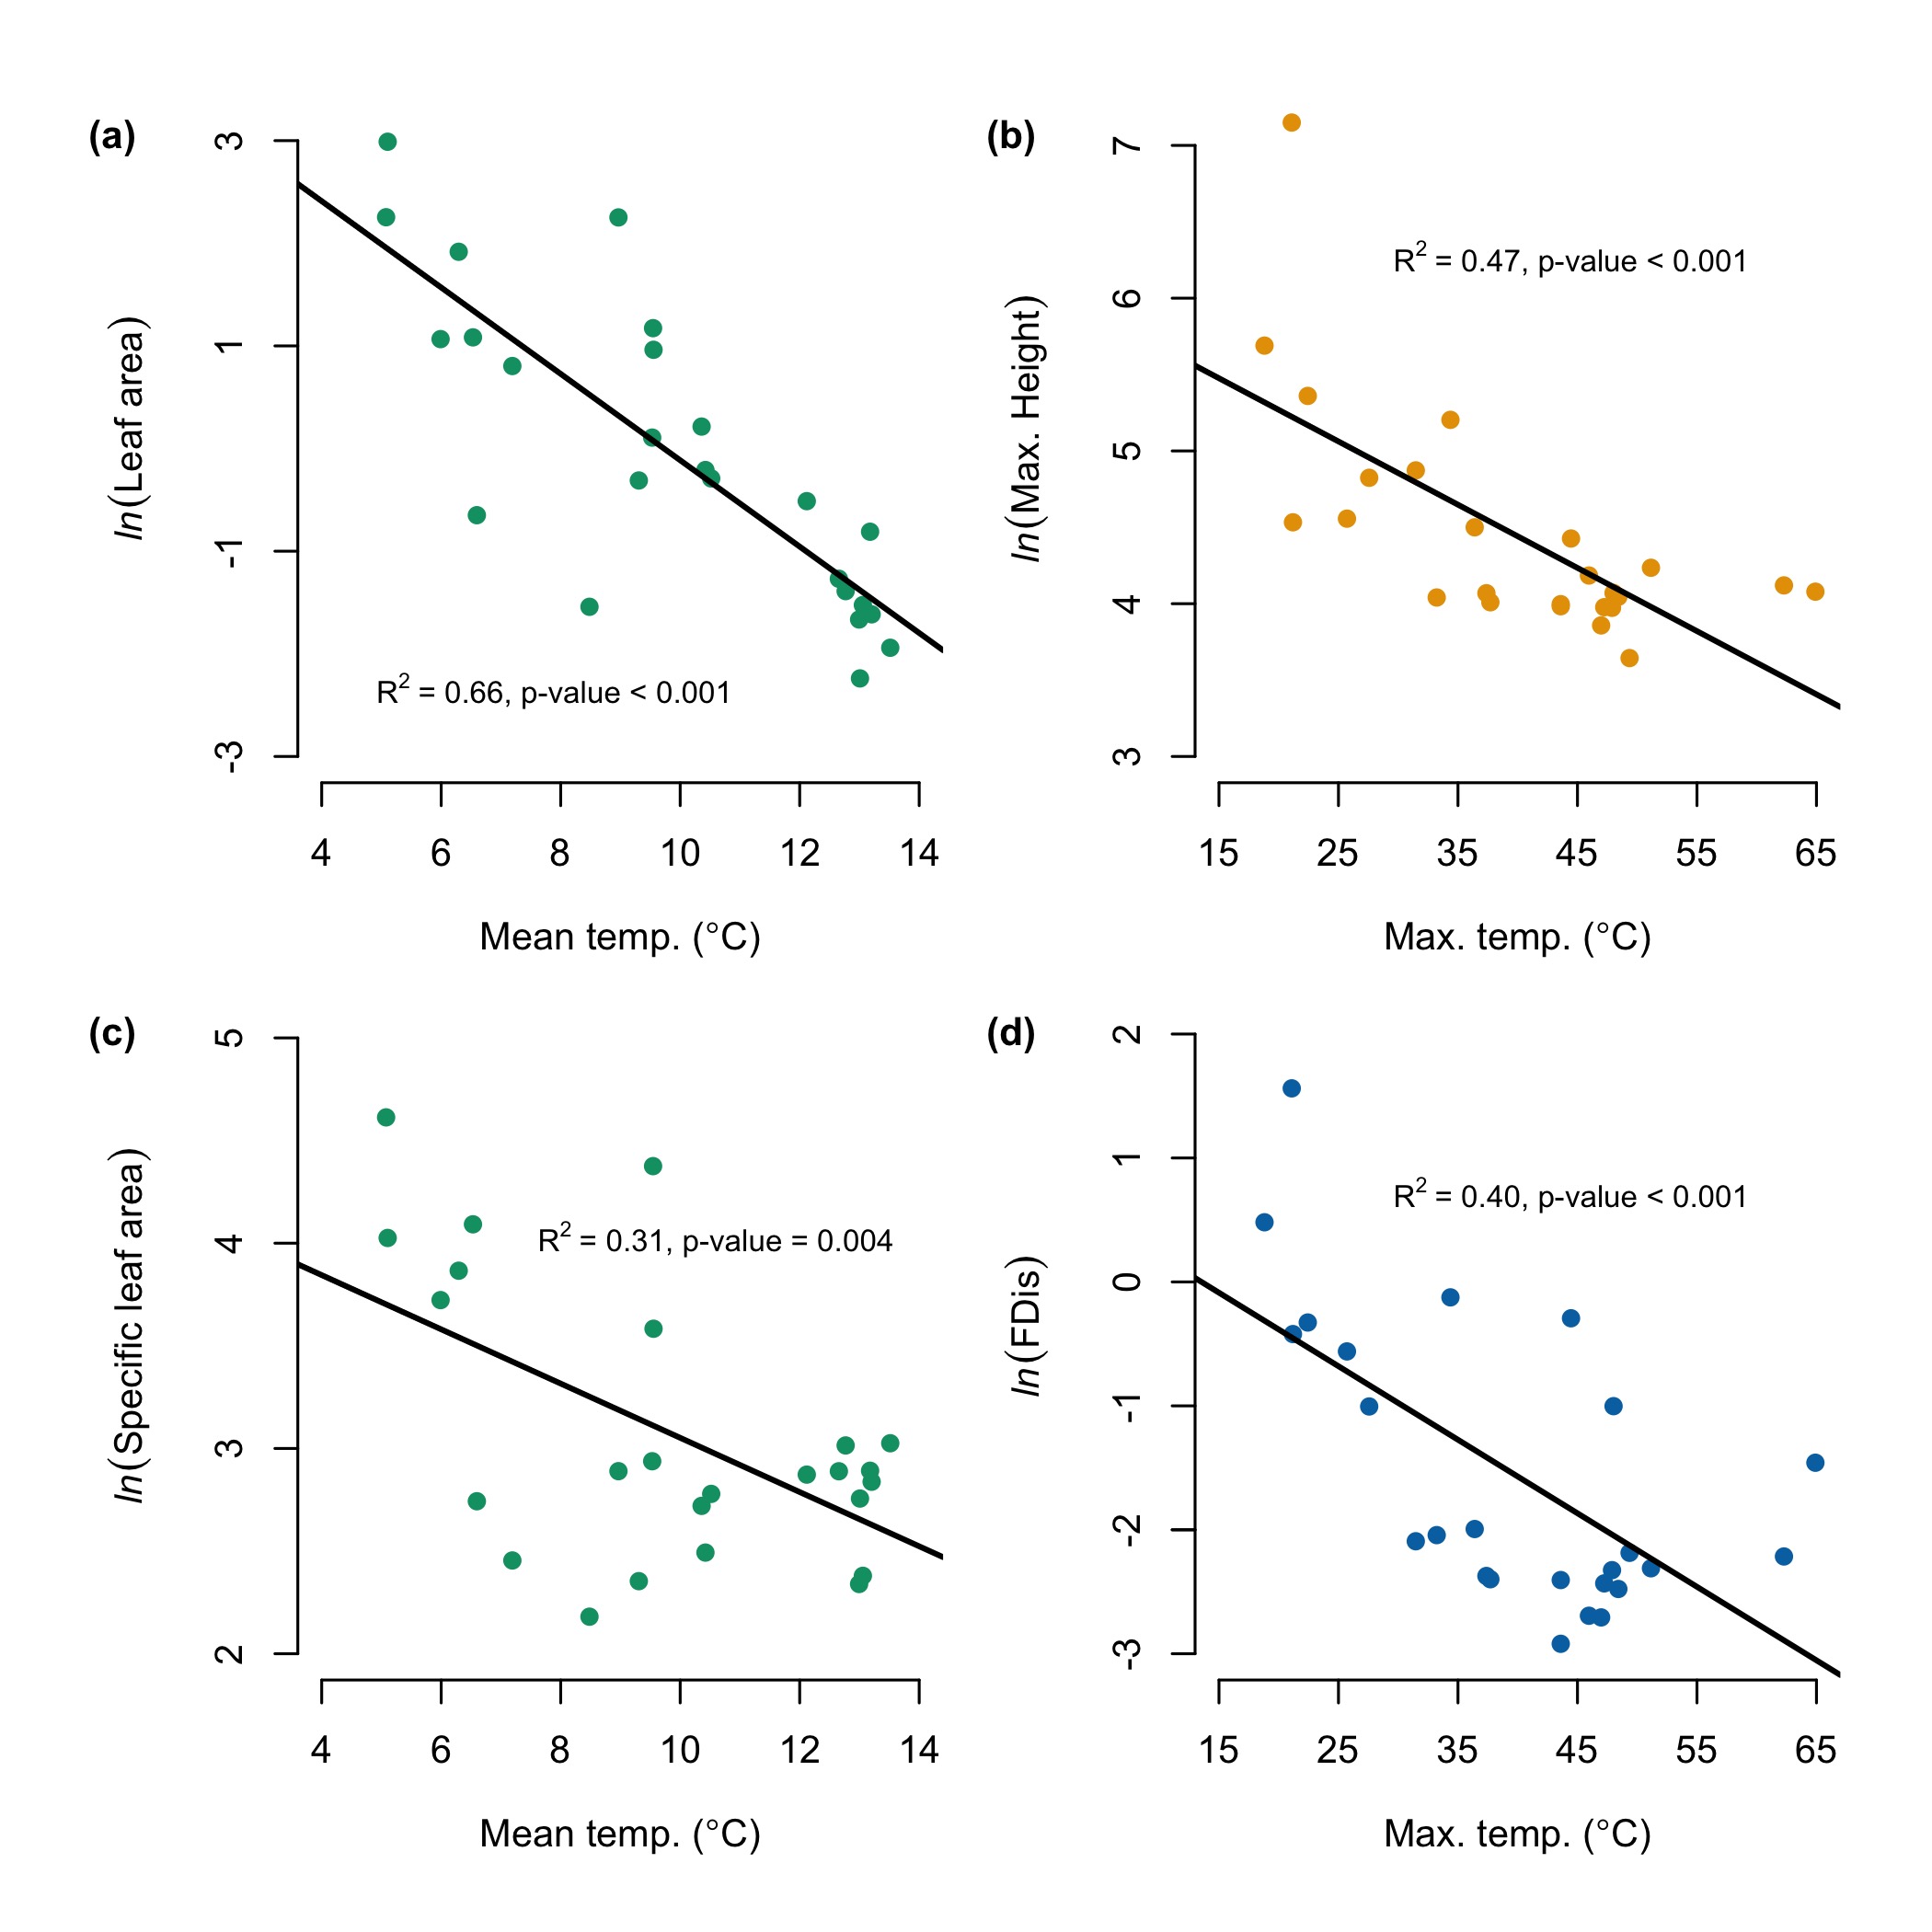 (a)
ln(Leaf area)
3
1
-1
-3
R² = 0.66, p-value < 0.001
4 6 8 10 12 14
Mean temp. (°C)
(b)
ln(Max. Height)
7
6
5
4
3
R² = 0.47, p-value < 0.001
15 25 35 45 55 65
Max. temp. (°C)
(c)
ln(Specific leaf area)
5
4
3
2
R² = 0.31, p-value = 0.004
4 6 8 10 12 14
Mean temp. (°C)
(d)
ln(FDis)
2
1
0
-1
-2
-3
R² = 0.40, p-value < 0.001
15 25 35 45 55 65
Max. temp. (°C)